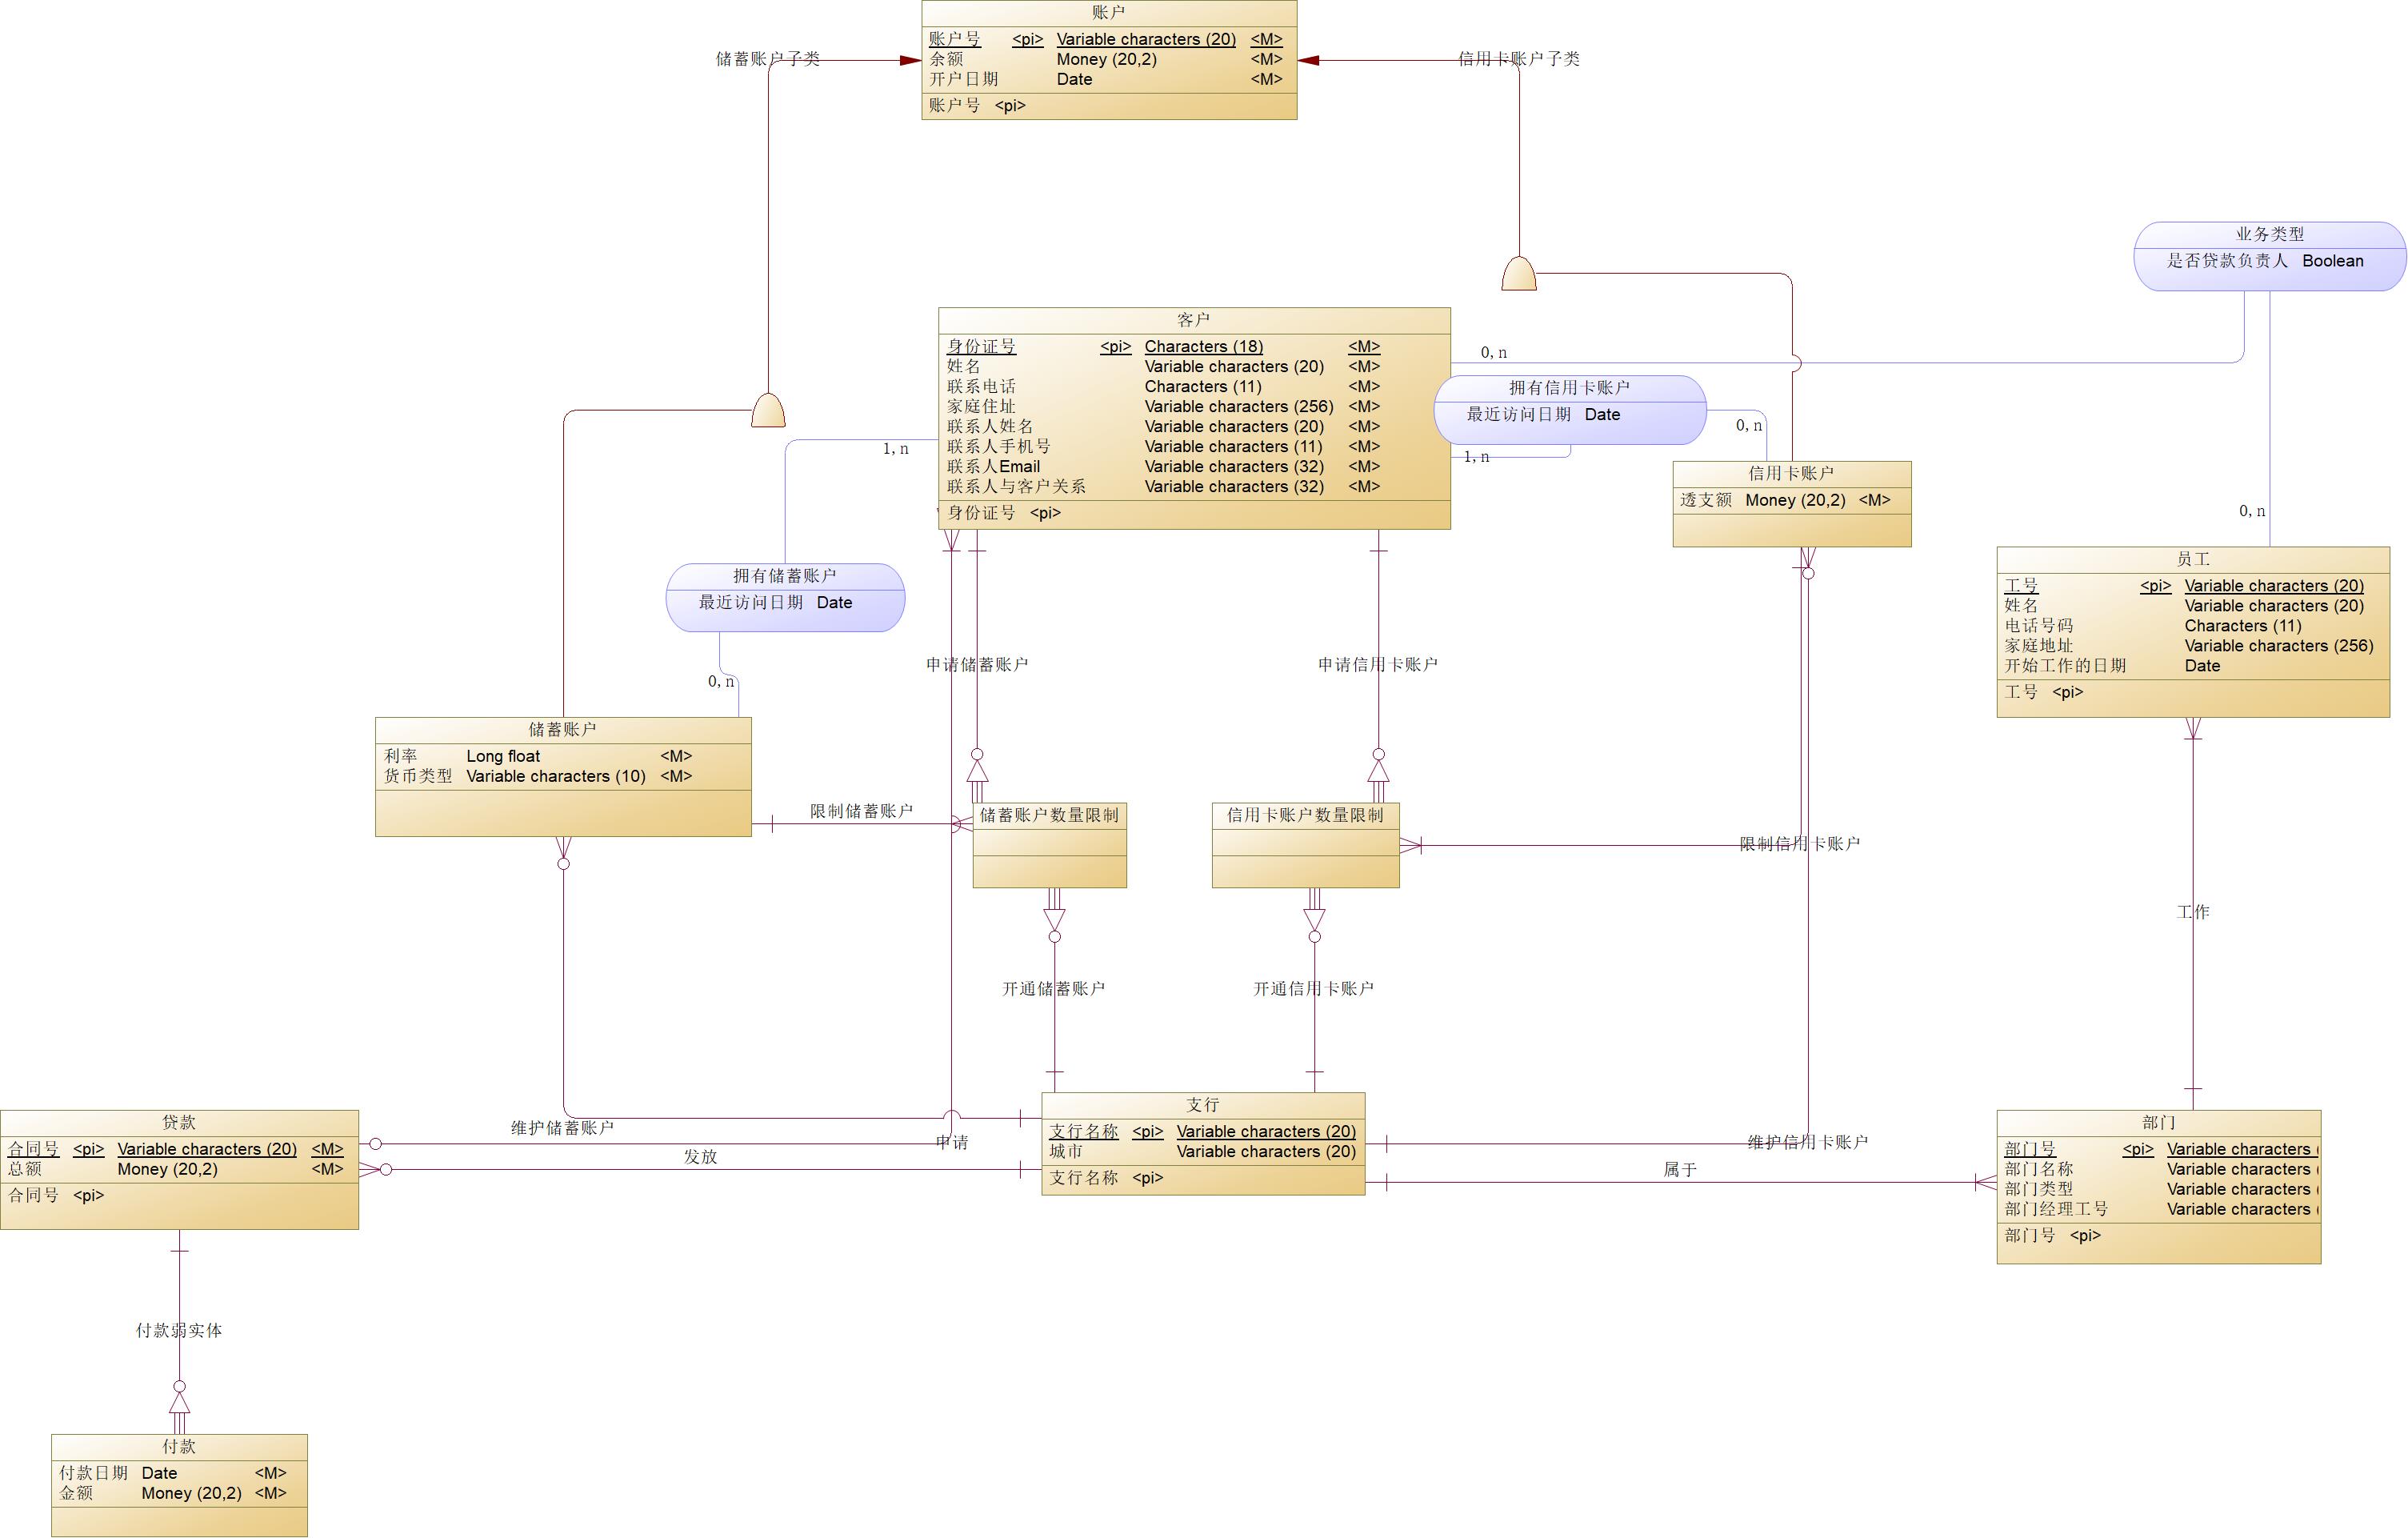 账户
账户号 <pi> Variable characters (20) <M>
余额 Money (20,2) <M>
开户日期 Date <M>
账户号 <pi>
储蓄账户子类
信用卡账户子类
业务类型
是否贷款负责人 Boolean
客户
身份证号 <pi> Characters (18) <M>
姓名 Variable characters (20) <M>
联系电话 Characters (11) <M>
家庭住址 Variable characters (256) <M>
联系人姓名 Variable characters (20) <M>
联系人手机号 Variable characters (11) <M>
联系人Email Variable characters (32) <M>
联系人与客户关系 Variable characters (32) <M>
身份证号 <pi>
0,n
拥有信用卡账户
最近访问日期 Date
0,n
1,n
1,n
信用卡账户
透支额 Money (20,2) <M>
0,n
员工
工号 <pi> Variable characters (20)
姓名 Variable characters (20)
电话号码 Characters (11)
家庭地址 Variable characters (256)
开始工作的日期 Date
工号 <pi>
拥有储蓄账户
最近访问日期 Date
0,n
申请储蓄账户
申请信用卡账户
储蓄账户
利率 Long float <M>
货币类型 Variable characters (10) <M>
限制储蓄账户
储蓄账户数量限制
信用卡账户数量限制
限制信用卡账户
工作
开通储蓄账户
开通信用卡账户
贷款
合同号 <pi> Variable characters (20) <M>
总额 Money (20,2) <M>
合同号 <pi>
维护储蓄账户
申请
发放
支行
支行名称 <pi> Variable characters (20)
城市 Variable characters (20)
支行名称 <pi>
维护信用卡账户
属于
部门
部门号 <pi> Variable characters (
部门名称 Variable characters (
部门类型 Variable characters (
部门经理工号 Variable characters (
部门号 <pi>
付款弱实体
付款
付款日期 Date <M>
金额 Money (20,2) <M>